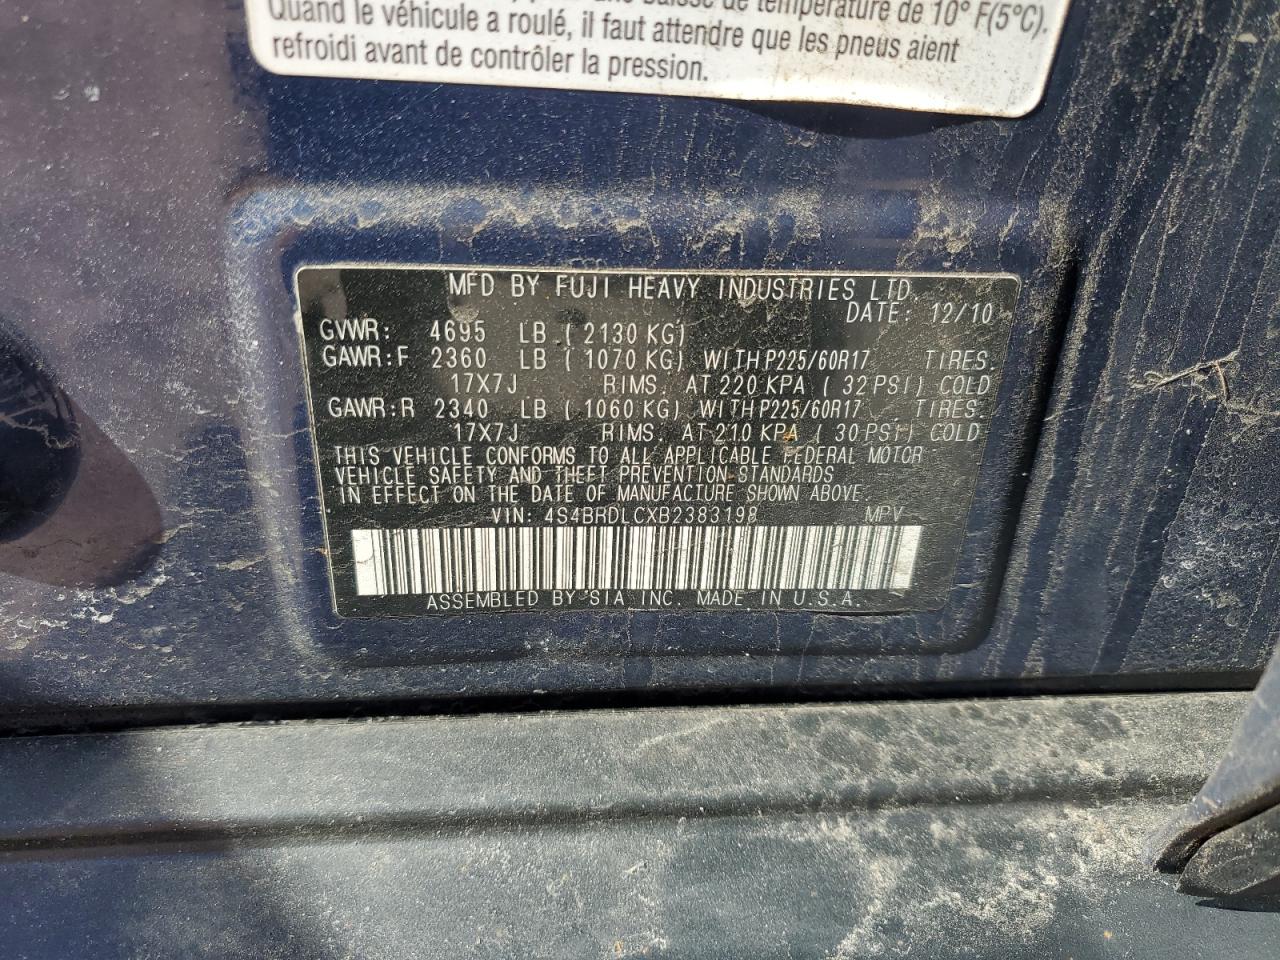 de température de 10° F(5°C).
Quand le véhicule a roulé, il faut attendre que les pneus aient
refroidi avant de contrôler la pression.
MFD BY FUJI HEAVY INDUSTRIES LTD.
DATE: 12/10
GVWR: 4695 LB (2130 KG)
GAWR:F 2360 LB (1070 KG) WITH P225/60R17 TIRES.
17X7J RIMS. AT 220 KPA (32 PSI) COLD
GAWR:R 2340 LB (1060 KG) WITH P225/60R17 TIRES.
17X7J RIMS. AT 210 KPA (30 PSI) COLD
THIS VEHICLE CONFORMS TO ALL APPLICABLE FEDERAL MOTOR
VEHICLE SAFETY AND THEFT PREVENTION STANDARDS
IN EFFECT ON THE DATE OF MANUFACTURE SHOWN ABOVE.
VIN: 4S4BRDLCXB2383198 MPV
ASSEMBLED BY SIA INC. MADE IN U.S.A.